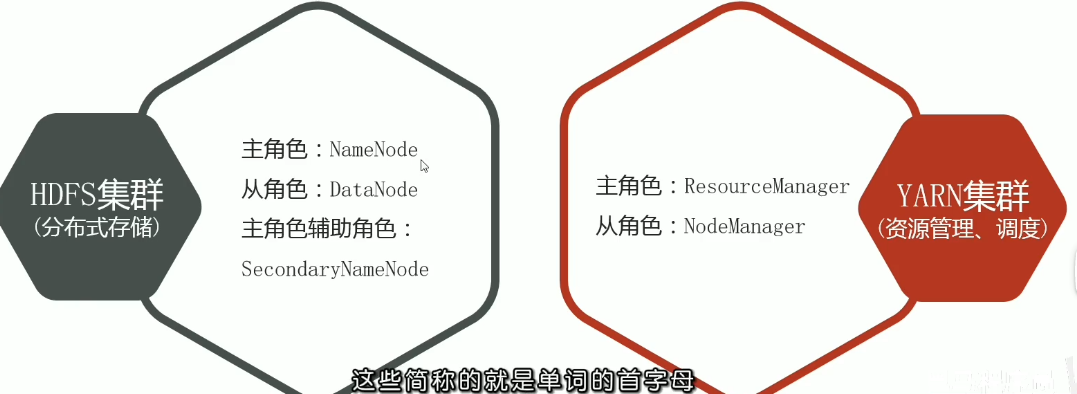 HDFS集群
(分布式存储)
主角色：NameNode
从角色：DataNode
主角色辅助角色：
SecondaryNameNode
主角色：ResourceManager
从角色：NodeManager
YARN集群
(资源管理、调度)
这些简称的就是单词的首字母